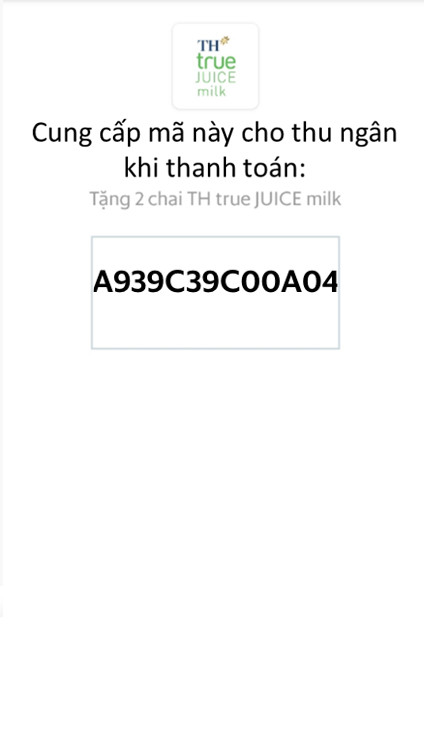 TH
true
JUICE
milk
Cung cấp mã này cho thu ngân
khi thanh toán:
Tặng 2 chai TH true JUICE milk
A939C39C00A04